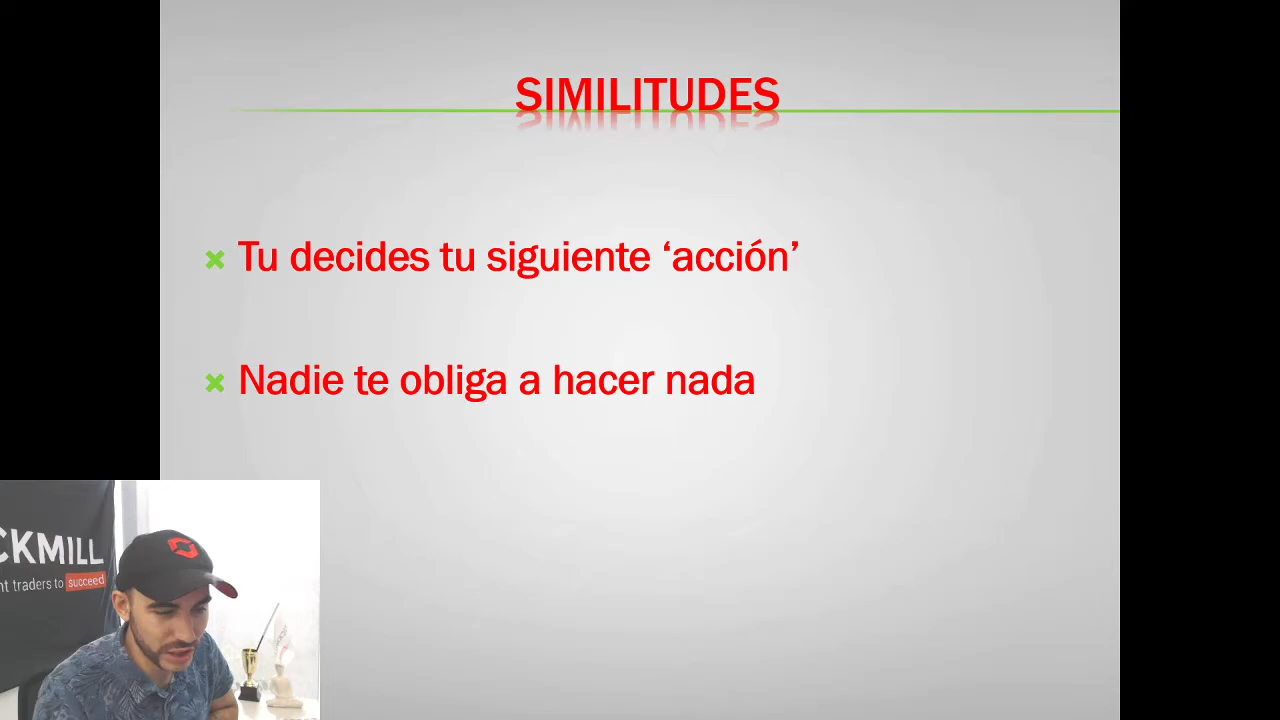 SIMILITUDES
Tu decides tu siguiente ‘acción’
Nadie te obliga a hacer nada
CKMILL
nt traders to succeed